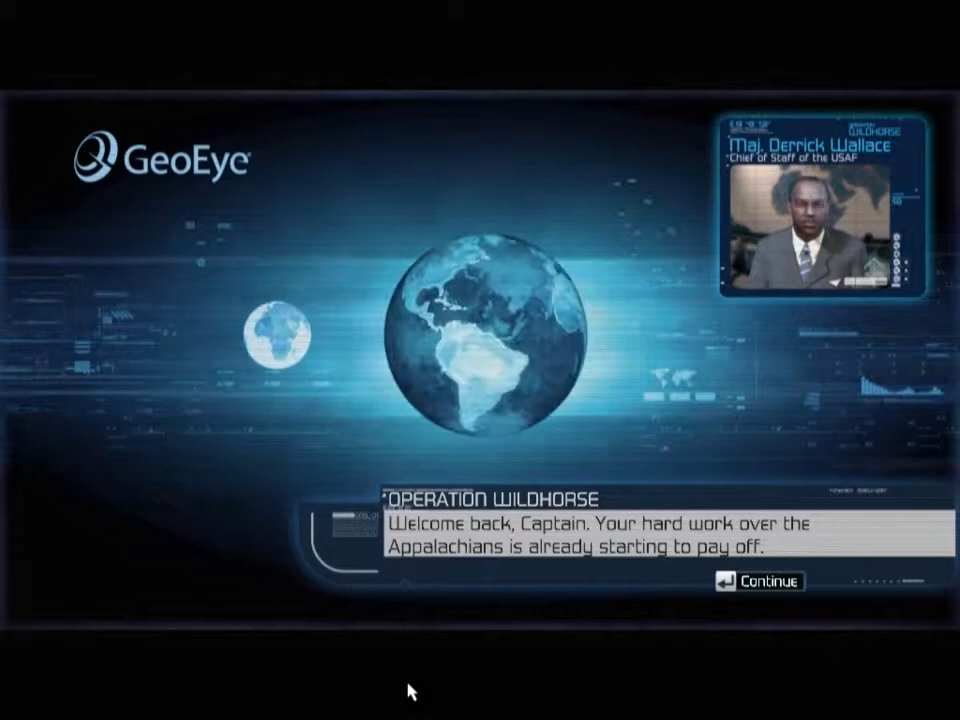 GeoEye
OPERATION
WILDHORSE
Maj. Derrick Wallace
Chief of Staff of the USAF
OPERATION WILDHORSE
Welcome back, Captain. Your hard work over the
Appalachians is already starting to pay off.
Continue